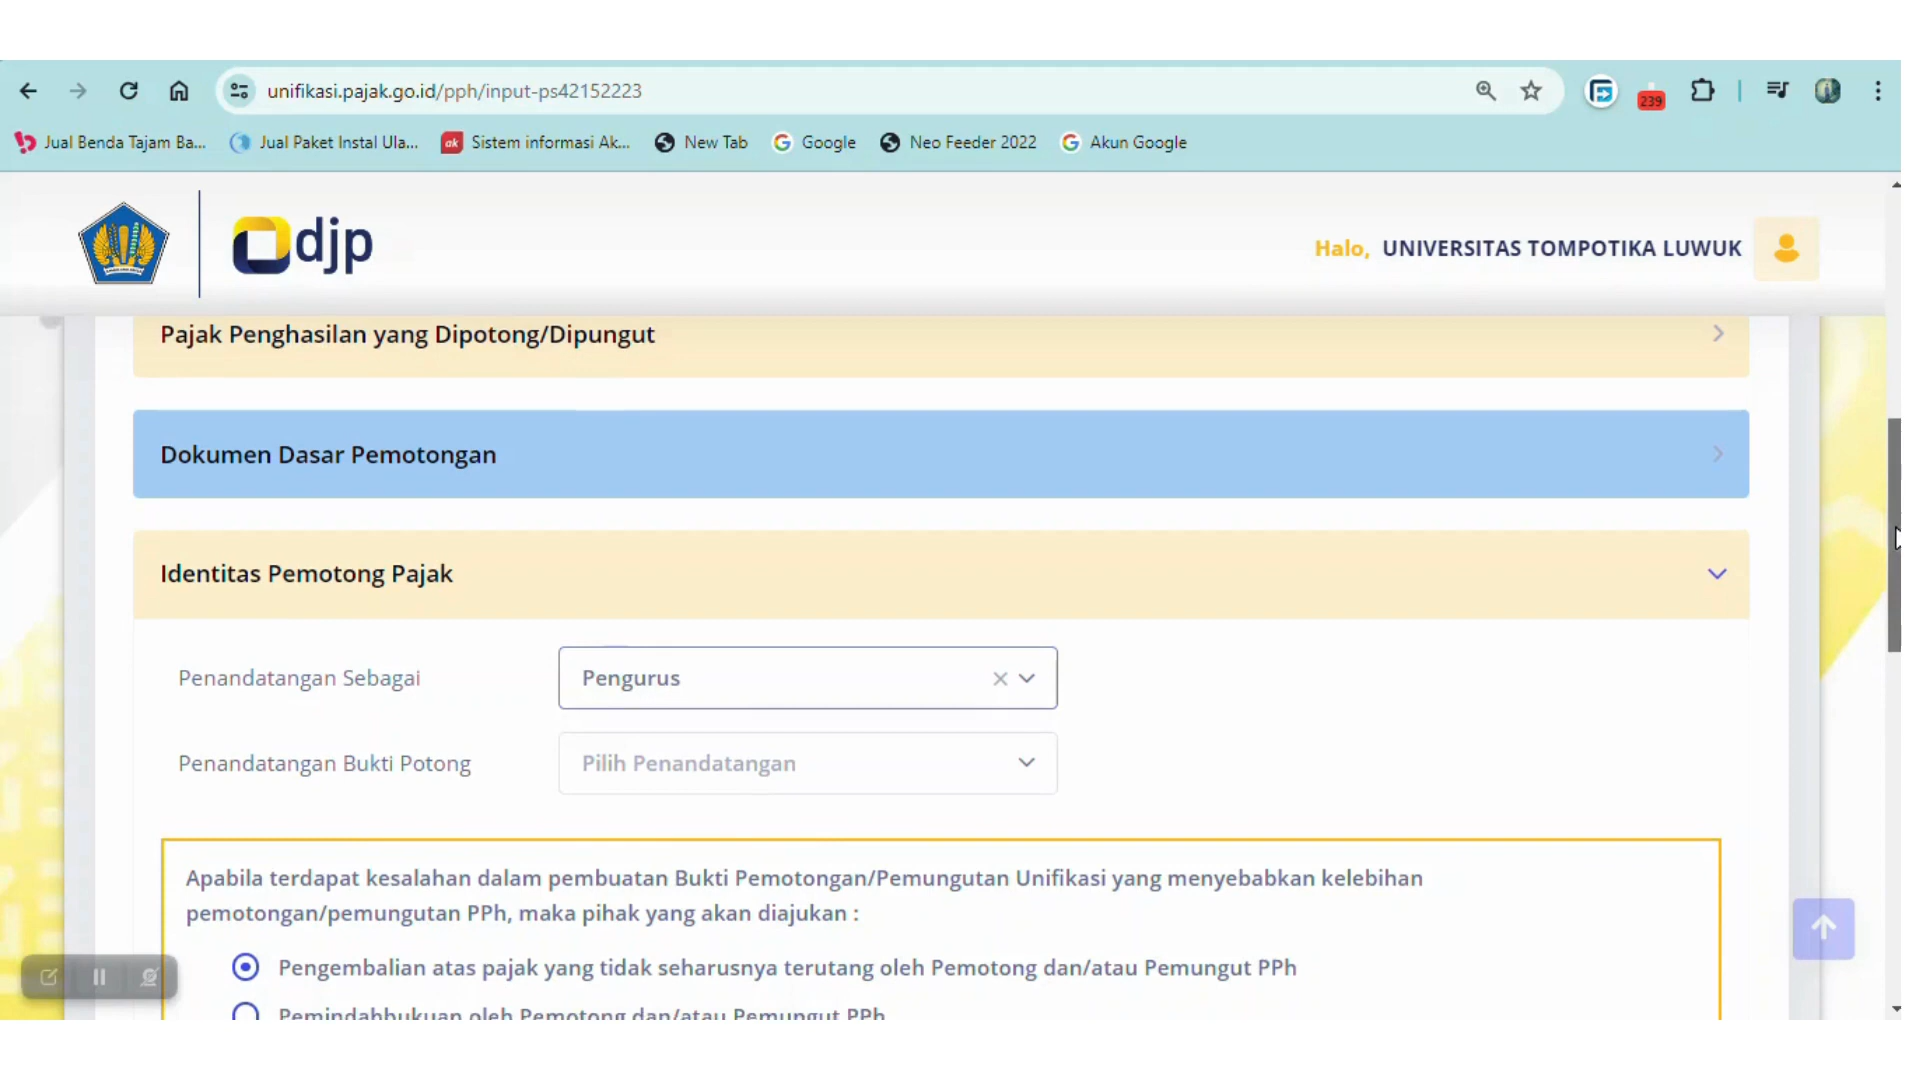 unifikasi.pajak.go.id/pph/input-ps42152223
239
Jual Benda Tajam Ba...
Jual Paket Instal Ula...
ak
Sistem informasi Ak...
New Tab
Google
Neo Feeder 2022
Akun Google
djp
Halo, UNIVERSITAS TOMPOTIKA LUWUK
Pajak Penghasilan yang Dipotong/Dipungut
Dokumen Dasar Pemotongan
Identitas Pemotong Pajak
Penandatangan Sebagai
Pengurus
Penandatangan Bukti Potong
Pilih Penandatangan
Apabila terdapat kesalahan dalam pembuatan Bukti Pemotongan/Pemungutan Unifikasi yang menyebabkan kelebihan
pemotongan/pemungutan PPh, maka pihak yang akan diajukan :
Pengembalian atas pajak yang tidak seharusnya terutang oleh Pemotong dan/atau Pemungut PPh
Pemindahbukuan oleh Pemotong dan/atau Pemungut PPh